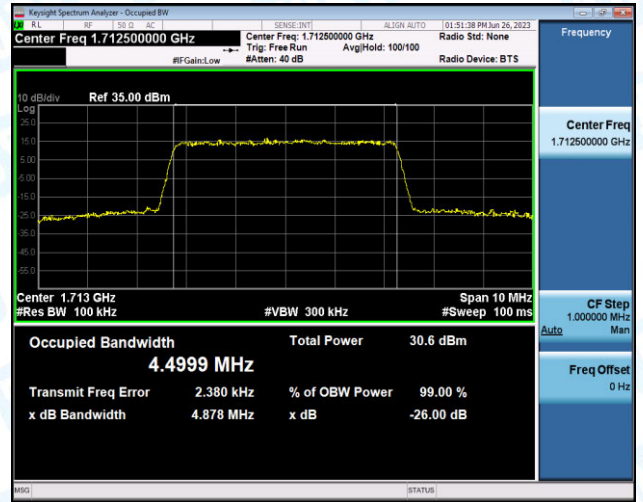 Keysight Spectrum Analyzer - Occupied BW
LXI RL RF 50 Ω AC SENSE:INT ALIGN AUTO 01:51:38 PM Jun 26, 2023
Center Freq 1.712500000 GHz Center Freq: 1.712500000 GHz Radio Std: None Frequency
Trig: Free Run Avg|Hold: 100/100
#IFGain:Low #Atten: 40 dB Radio Device: BTS
10 dB/div Ref 35.00 dBm
Log
25.0
15.0
5.00
-5.00
-15.0
-25.0
-35.0
-45.0
-55.0
Center 1.713 GHz Span 10 MHz
#Res BW 100 kHz #VBW 300 kHz #Sweep 100 ms
Occupied Bandwidth Total Power 30.6 dBm
4.4999 MHz
Transmit Freq Error 2.380 kHz % of OBW Power 99.00 %
x dB Bandwidth 4.878 MHz x dB -26.00 dB
Center Freq
1.712500000 GHz
CF Step
1.000000 MHz
Auto Man
Freq Offset
0 Hz
MSG STATUS